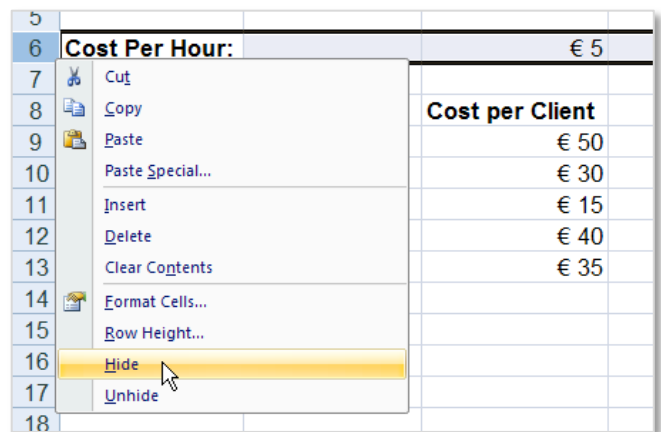 5
6 Cost Per Hour: € 5
7 Cut
8 Copy Cost per Client
9 Paste € 50
10 Paste Special... € 30
11 Insert € 15
12 Delete € 40
13 Clear Contents € 35
14 Format Cells...
15 Row Height...
16 Hide
17 Unhide
18